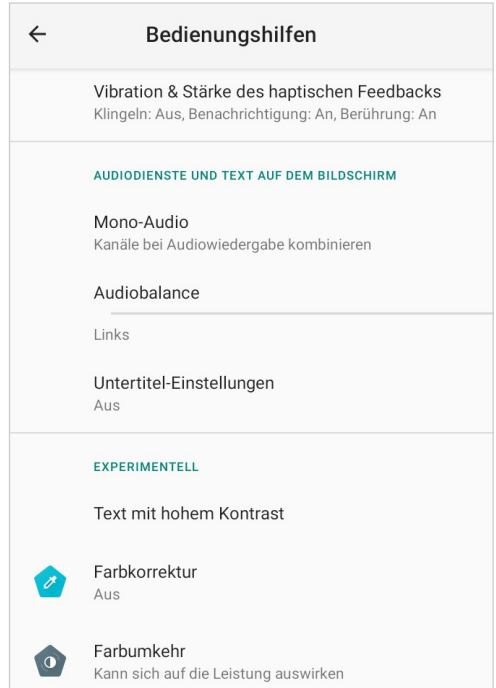 Bedienungshilfen
Vibration & Stärke des haptischen Feedbacks
Klingeln: Aus, Benachrichtigung: An, Berührung: An
AUDIODIENSTE UND TEXT AUF DEM BILDSCHIRM
Mono-Audio
Kanäle bei Audiowiedergabe kombinieren
Audiobalance
Links
Untertitel-Einstellungen
Aus
EXPERIMENTELL
Text mit hohem Kontrast
Farbkorrektur
Aus
Farbumkehr
Kann sich auf die Leistung auswirken